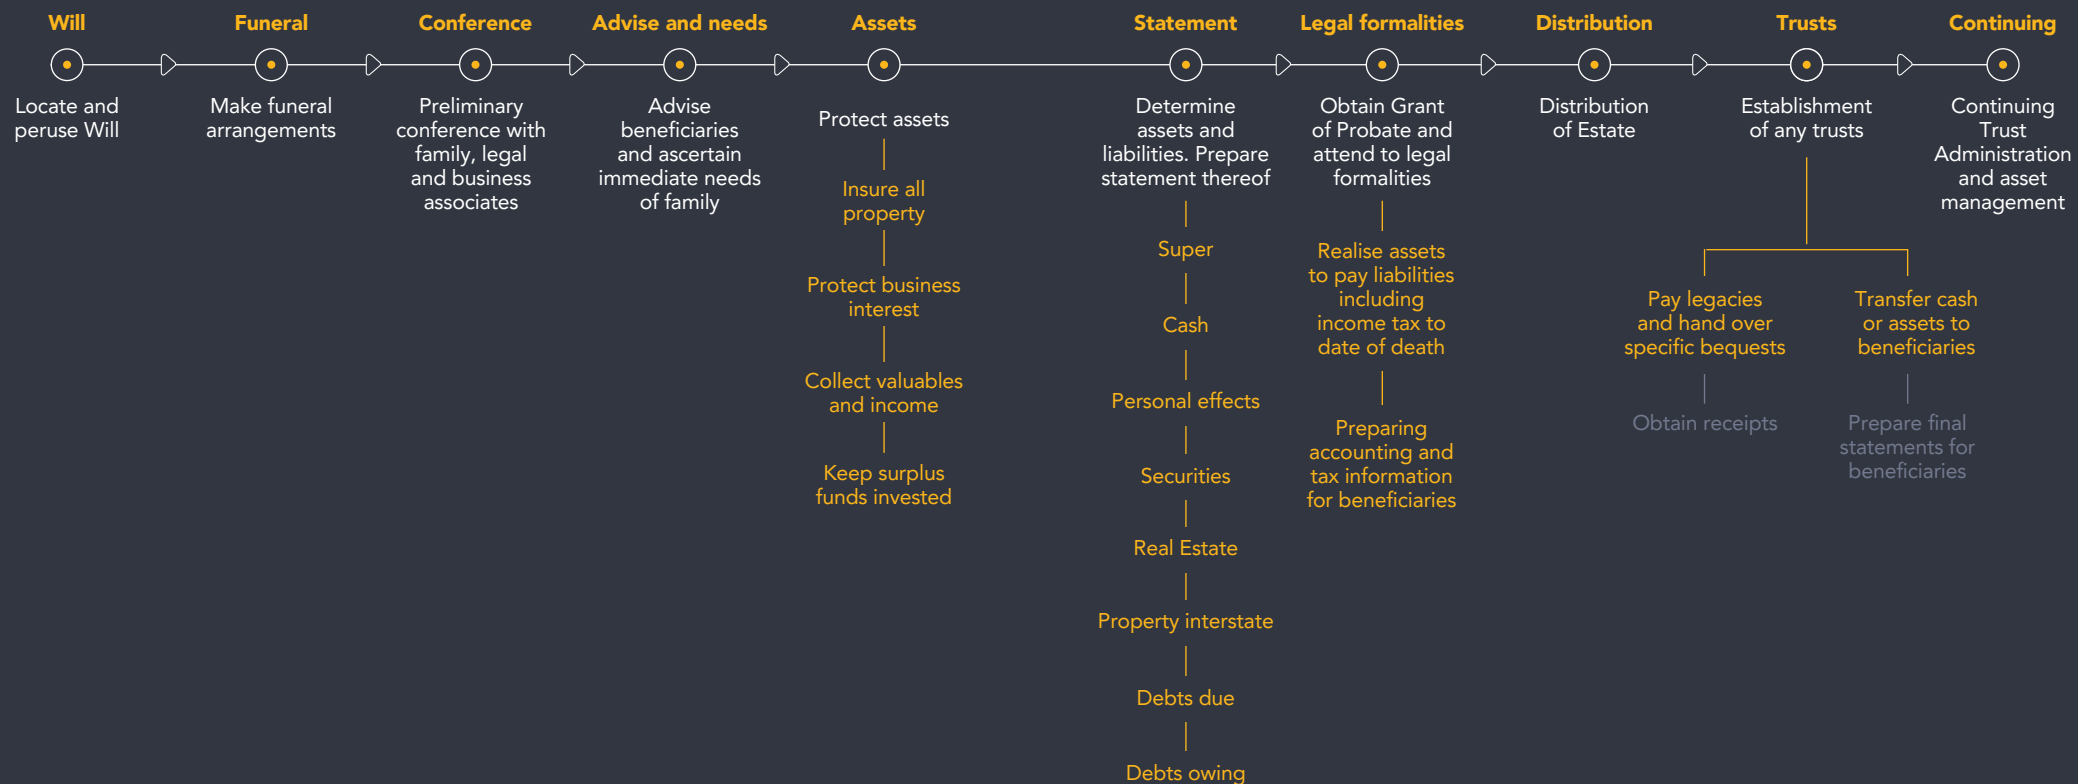 Will
Locate and
peruse Will
Funeral
Make funeral
arrangements
Conference
Preliminary
conference with
family, legal
and business
associates
Advise and needs
Advise
beneficiaries
and ascertain
immediate needs
of family
Assets
Protect assets
Insure all
property
Protect business
interest
Collect valuables
and income
Keep surplus
funds invested
Statement
Determine
assets and
liabilities. Prepare
statement thereof
Super
Cash
Personal effects
Securities
Real Estate
Property interstate
Debts due
Debts owing
Legal formalities
Obtain Grant
of Probate and
attend to legal
formalities
Realise assets
to pay liabilities
including
income tax to
date of death
Preparing
accounting and
tax information
for beneficiaries
Distribution
Distribution
of Estate
Trusts
Establishment
of any trusts
Pay legacies
and hand over
specific bequests
Obtain receipts
Transfer cash
or assets to
beneficiaries
Prepare final
statements for
beneficiaries
Continuing
Continuing
Trust
Administration
and asset
management